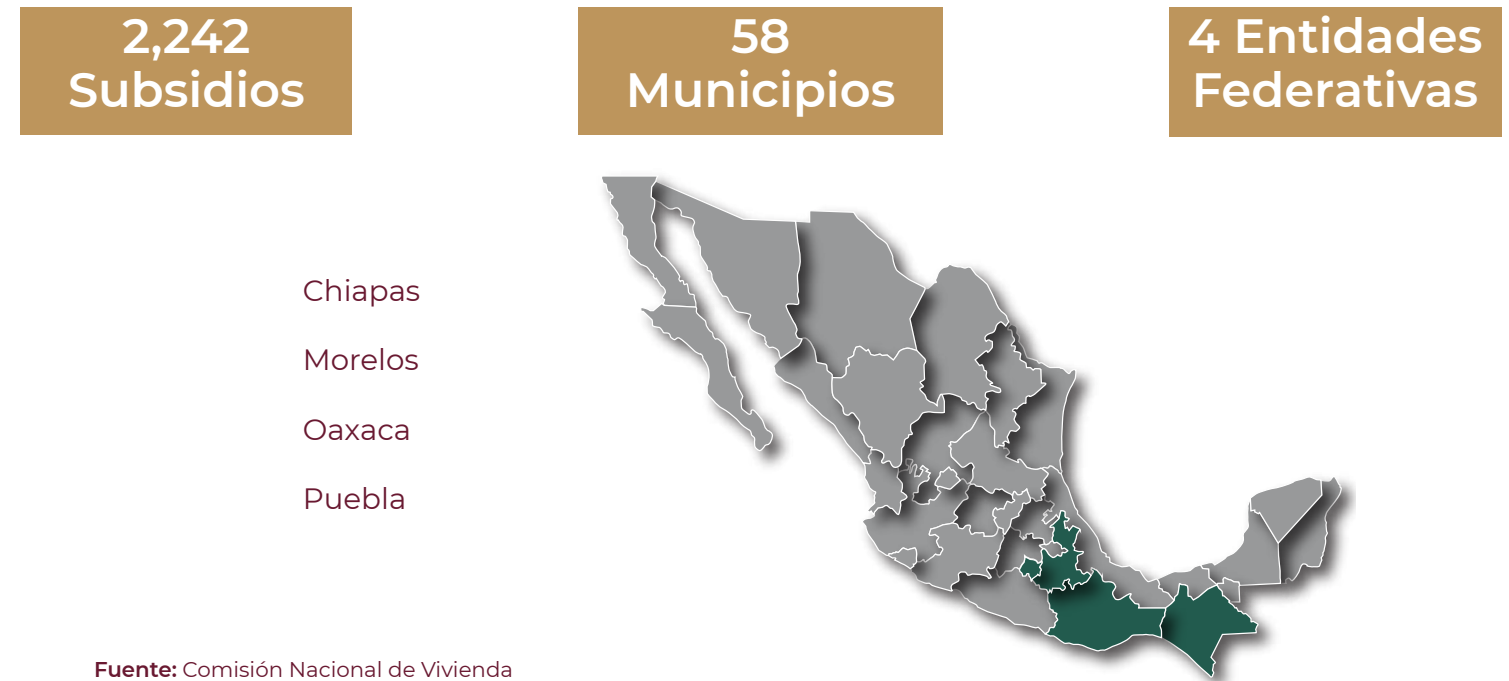 2,242
Subsidios
58
Municipios
4 Entidades
Federativas
Chiapas
Morelos
Oaxaca
Puebla
Fuente: Comisión Nacional de Vivienda